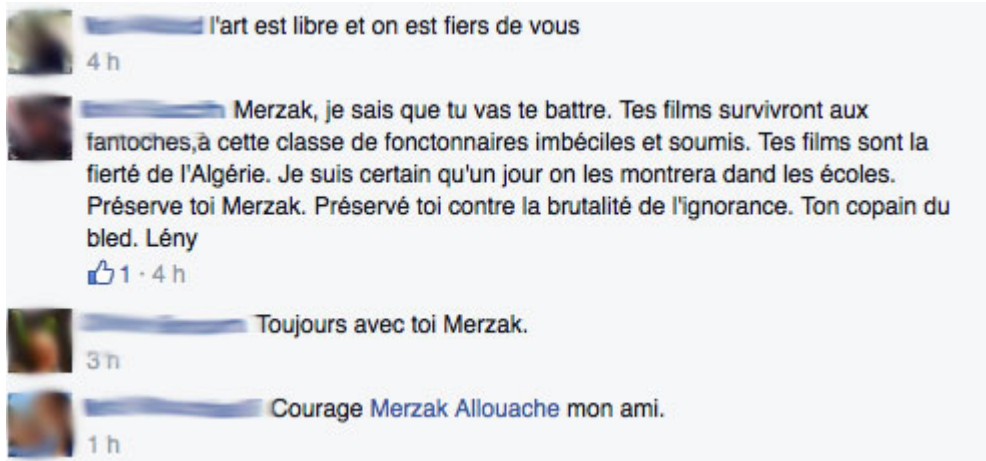 l'art est libre et on est fiers de vous
4 h
Merzak, je sais que tu vas te battre. Tes films survivront aux
fantoches,à cette classe de fonctonnaires imbéciles et soumis. Tes films sont la
fierté de l'Algérie. Je suis certain qu'un jour on les montrera dand les écoles.
Préserve toi Merzak. Préservé toi contre la brutalité de l'ignorance. Ton copain du
bled. Lény
1 · 4 h
Toujours avec toi Merzak.
3 h
Courage Merzak Allouache mon ami.
1 h